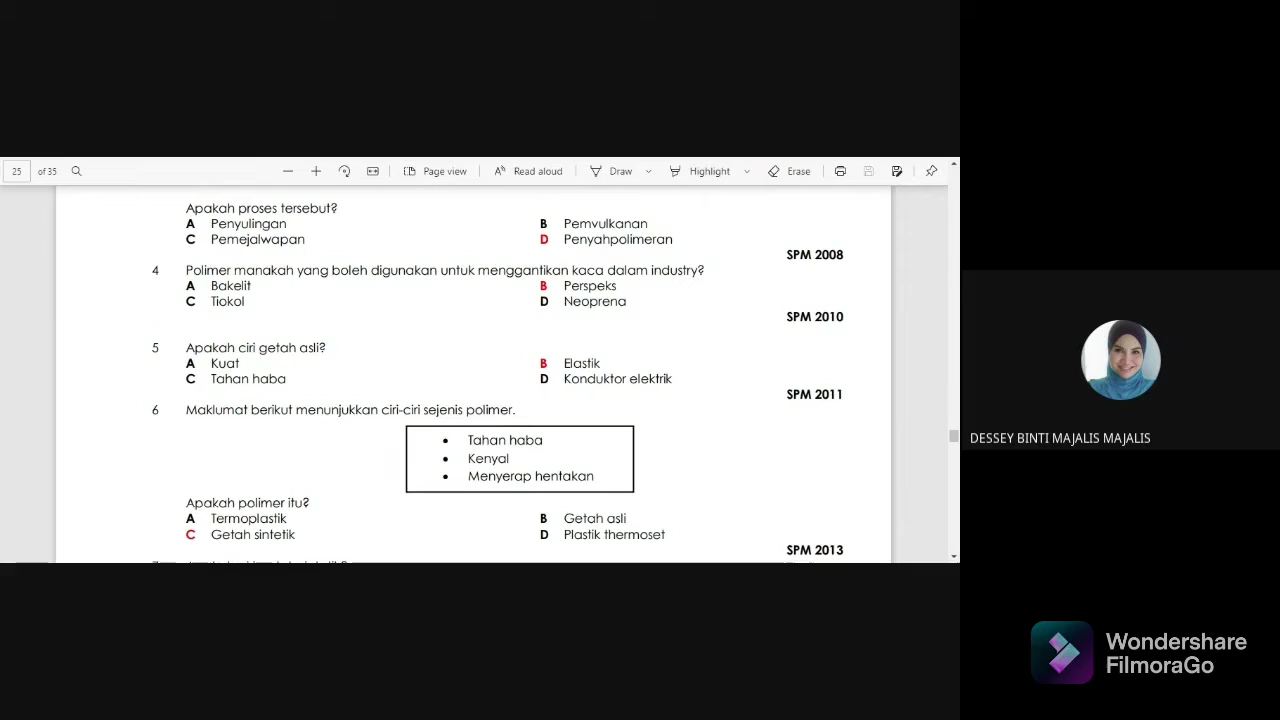 25 of 35 Page view Read aloud Draw Highlight Erase
Apakah proses tersebut?
A Penyulingan B Pemvulkanan
C Pemejalwapan D Penyahpolimeran
SPM 2008
4 Polimer manakah yang boleh digunakan untuk menggantikan kaca dalam industry?
A Bakelit B Perspeks
C Tiokol D Neoprena
SPM 2010
5 Apakah ciri getah asli?
A Kuat B Elastik
C Tahan haba D Konduktor elektrik
SPM 2011
6 Maklumat berikut menunjukkan ciri-ciri sejenis polimer.
• Tahan haba
• Kenyal
• Menyerap hentakan
Apakah polimer itu?
A Termoplastik B Getah asli
C Getah sintetik D Plastik thermoset
SPM 2013
DESSEY BINTI MAJALIS MAJALIS
Wondershare
FilmoraGo